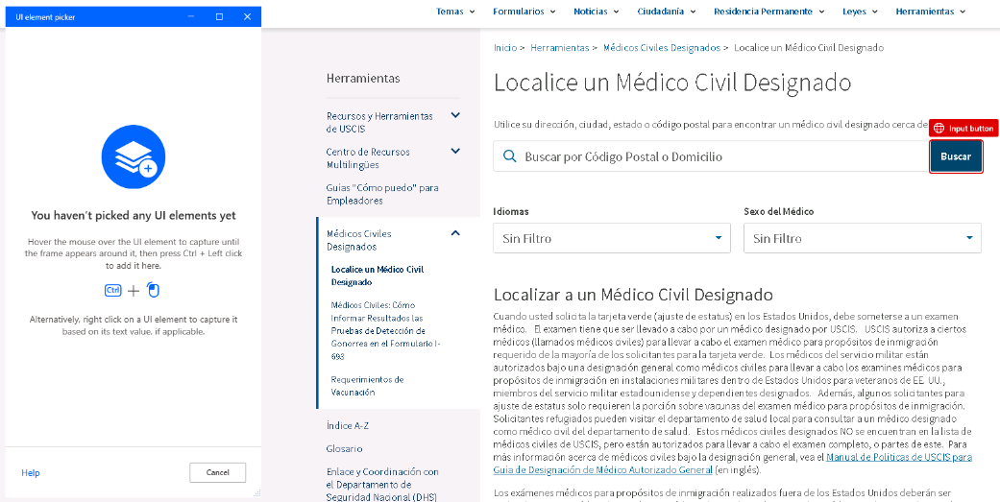 UI element picker
You haven't picked any UI elements yet
Hover the mouse over the UI element to capture until
the frame appears around it, then press Ctrl + Left click
to add it here.
Ctrl +
Alternatively, right click on a UI element to capture it
based on its text value, if applicable.
Help
Cancel
Temas
Formularios
Noticias
Ciudadanía
Residencia Permanente
Leyes
Herramientas
Herramientas
Recursos y Herramientas
de USCIS
Centro de Recursos
Multilingües
Guías "Cómo puedo" para
Empleadores
Médicos Civiles
Designados
Localice un Médico Civil
Designado
Médicos Civiles: Cómo
Informar Resultados las
Pruebas de Detección de
Gonorrea en el Formulario I-
693
Requerimientos de
Vacunación
Índice A-Z
Glosario
Enlace y Coordinación con
el Departamento de
Seguridad Nacional (DHS)
Inicio > Herramientas > Médicos Civiles Designados > Localice un Médico Civil Designado
Localice un Médico Civil Designado
Utilice su dirección, ciudad, estado o código postal para encontrar un médico civil designado cerca de
Input button
Buscar por Código Postal o Domicilio
Buscar
Idiomas
Sin Filtro
Sexo del Médico
Sin Filtro
Localizar a un Médico Civil Designado
Cuando usted solicita la tarjeta verde (ajuste de estatus) en los Estados Unidos, debe someterse a un examen
médico. El examen tiene que ser llevado a cabo por un médico designado por USCIS. USCIS autoriza a ciertos
médicos (llamados médicos civiles) para llevar a cabo el examen médico para propósitos de inmigración
requerido de la mayoría de los solicitantes para la tarjeta verde. Los médicos del servicio militar están
autorizados bajo una designación general como médicos civiles para llevar a cabo los examines médicos para
propósitos de inmigración en instalaciones militares dentro de Estados Unidos para veteranos de EE. UU.,
miembros del servicio militar estadounidense y dependientes designados. Además, algunos solicitantes para
ajuste de estatus solo requieren la porción sobre vacunas del examen médico para propósitos de inmigración.
Solicitantes refugiados pueden visitar el departamento de salud local para consultar a un médico designado
como médico civil del departamento de salud. Estos médicos civiles designados NO se encuentran en la lista de
médicos civiles de USCIS, pero están autorizados para llevar a cabo el examen completo, o partes de este. Para
más información acerca de médicos civiles bajo la designación general, vea el Manual de Políticas de USCIS para
Guía de Designación de Médico Autorizado General (en inglés).
Los exámenes médicos para propósitos de inmigración realizados fuera de los Estados Unidos deberán ser